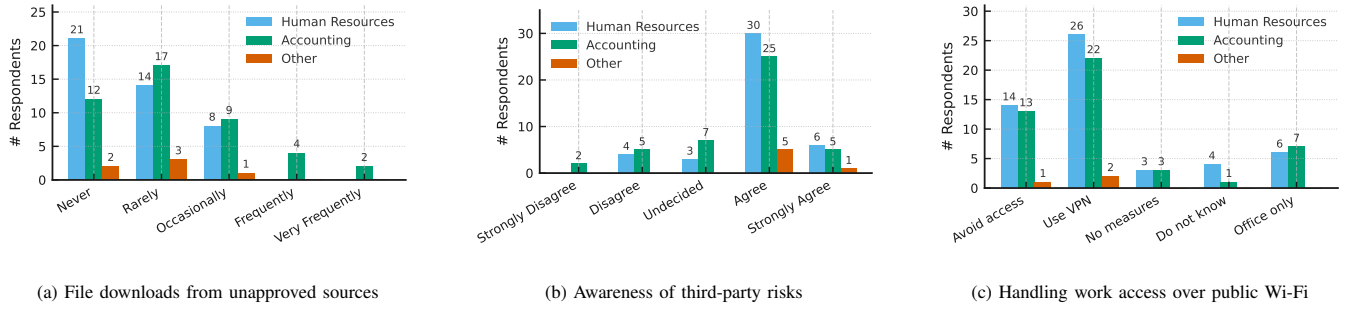 # Respondents
25
20
15
10
5
0
21
12
2
14
17
3
8
9
1
4
2
Human Resources
Accounting
Other
Never
Rarely
Occasionally
Frequently
Very Frequently
(a) File downloads from unapproved sources
# Respondents
30
20
10
0
2
4
5
3
7
30
25
5
6
5
1
Human Resources
Accounting
Other
Strongly Disagree
Disagree
Undecided
Agree
Strongly Agree
(b) Awareness of third-party risks
# Respondents
30
25
20
15
10
5
0
14
13
1
26
22
2
3
3
4
1
6
7
Human Resources
Accounting
Other
Avoid access
Use VPN
No measures
Do not know
Office only
(c) Handling work access over public Wi-Fi